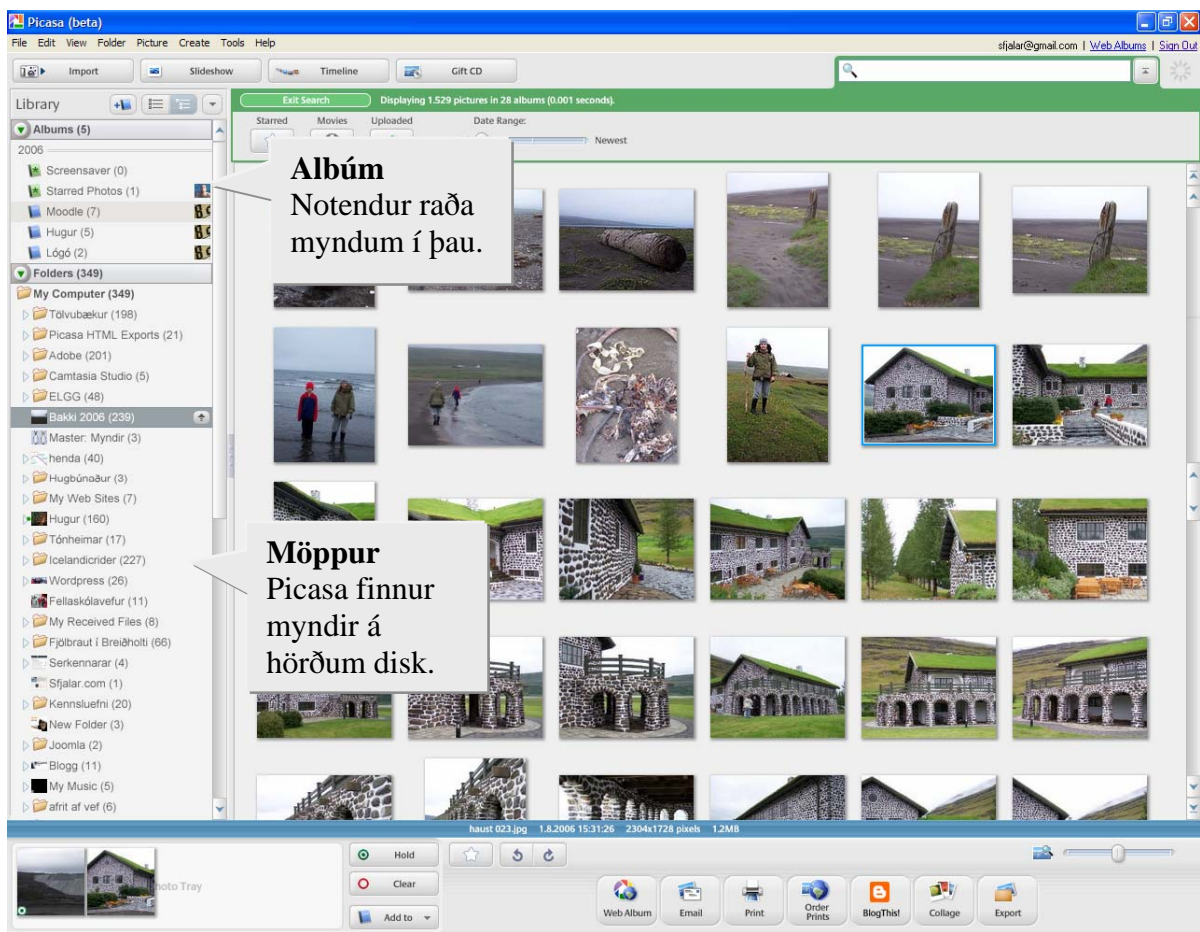 Picasa (beta)
File Edit View Folder Picture Create Tools Help
sfjalar@gmail.com | Web Albums | Sign Out
Import Slideshow Timeline Gift CD
Library
Exit Search Displaying 1.529 pictures in 28 albums (0.001 seconds).
Starred Movies Uploaded Date Range:
Newest
Albums (5)
2006
Screensaver (0)
Starred Photos (1)
Moodle (7)
Hugur (5)
Lógó (2)
Albúm
Notendur raða
myndum í þau.
Folders (349)
My Computer (349)
Tölvubækur (198)
Picasa HTML Exports (21)
Adobe (201)
Camtasia Studio (5)
ELGG (48)
Bakki 2006 (239)
Master: Myndir (3)
henda (40)
Hugbúnaður (3)
My Web Sites (7)
Hugur (160)
Tónheimar (17)
Icelandicrider (227)
Wordpress (26)
Fellaskólavefur (11)
My Received Files (8)
Fjölbraut í Breiðholti (66)
Serkennarar (4)
Sfjalar.com (1)
Kennsluefni (20)
New Folder (3)
Joomla (2)
Blogg (11)
My Music (5)
afrit af vef (6)
Möppur
Picasa finnur
myndir á
hörðum disk.
haust 023.jpg 1.8.2006 15:31:26 2304x1728 pixels 1.2MB
Hold
Clear
Add to
Tray
Web Album Email Print Order Prints BlogThis! Collage Export